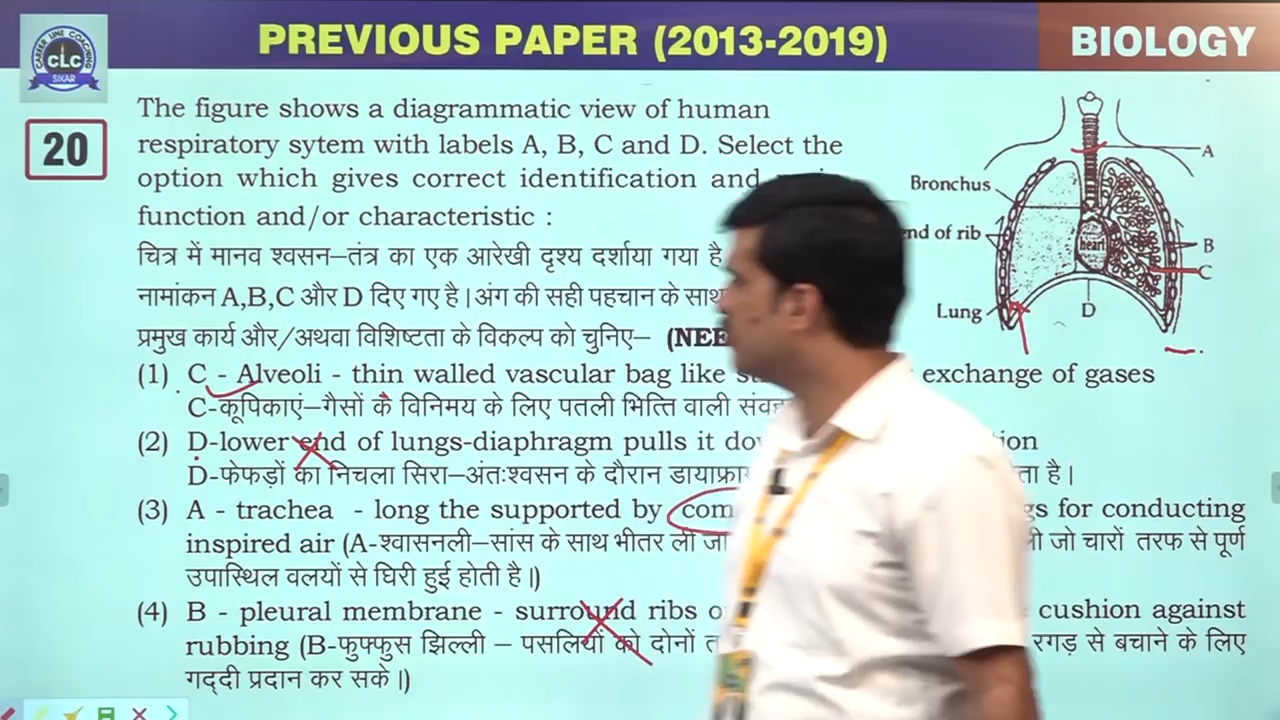 CAREER LINE COACHING
CLC
SIKAR
PREVIOUS PAPER (2013-2019)
BIOLOGY
20
The figure shows a diagrammatic view of human
respiratory sytem with labels A, B, C and D. Select the
option which gives correct identification and
function and/or characteristic :
चित्र में मानव श्वसन–तंत्र का एक आरेखी दृश्य दर्शाया गया है
नामांकन A,B,C और D दिए गए है।अंग की सही पहचान के साथ
प्रमुख कार्य और/अथवा विशिष्टता के विकल्प को चुनिए– (NEE
(1) C - Alveoli - thin walled vascular bag like exchange of gases
C-कूपिकाएं–गैसों के विनिमय के लिए पतली भित्ति वाली
(2) D-lower end of lungs-diaphragm pulls it
D-फेफड़ों का निचला सिरा–अंतःश्वसन के दौरान है।
(3) A - trachea - long the supported by for conducting
inspired air (A-श्वासनली–सांस के साथ भीतर ली जो चारों तरफ से पूर्ण
उपास्थिल वलयों से घिरी हुई होती है।)
(4) B - pleural membrane - surround ribs cushion against
rubbing (B-फुफ्फुस झिल्ली – पसलियों को दोनों रगड़ से बचाने के लिए
गद्दी प्रदान कर सके।)
A
Bronchus
end of rib
heart
B
C
Lung
D